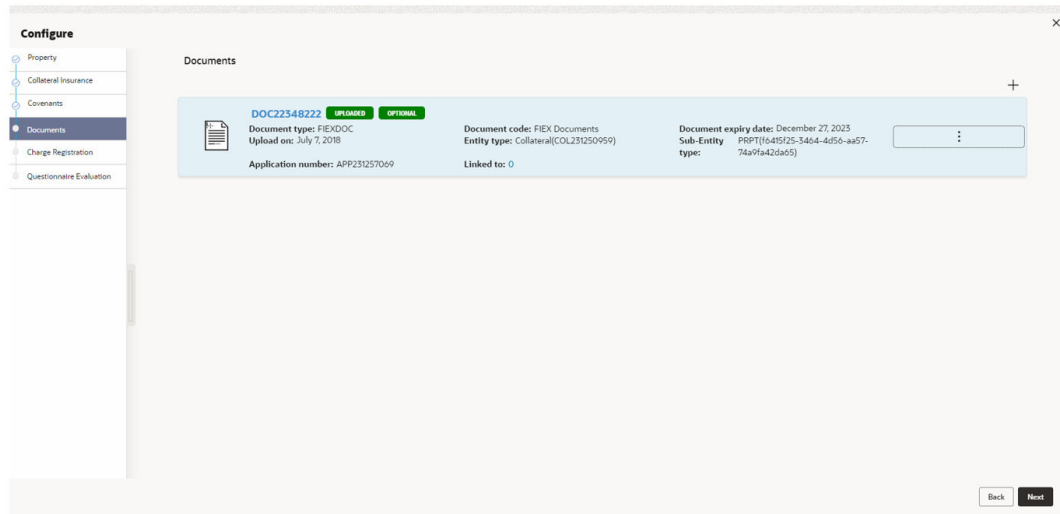 Configure
Property
Collateral Insurance
Covenants
Documents
Charge Registration
Questionnaire Evaluation
Documents
DOC22348222 UPLOADED OPTIONAL
Document type: FIEXDOC Document code: FIEX Documents Document expiry date: December 27, 2023
Upload on: July 7, 2018 Entity type: Collateral(COL231250959) Sub-Entity type: PRPT(f6415f25-3464-4d56-aa57-
74a9fa42da65)
Application number: APP231257069 Linked to: 0
Back Next